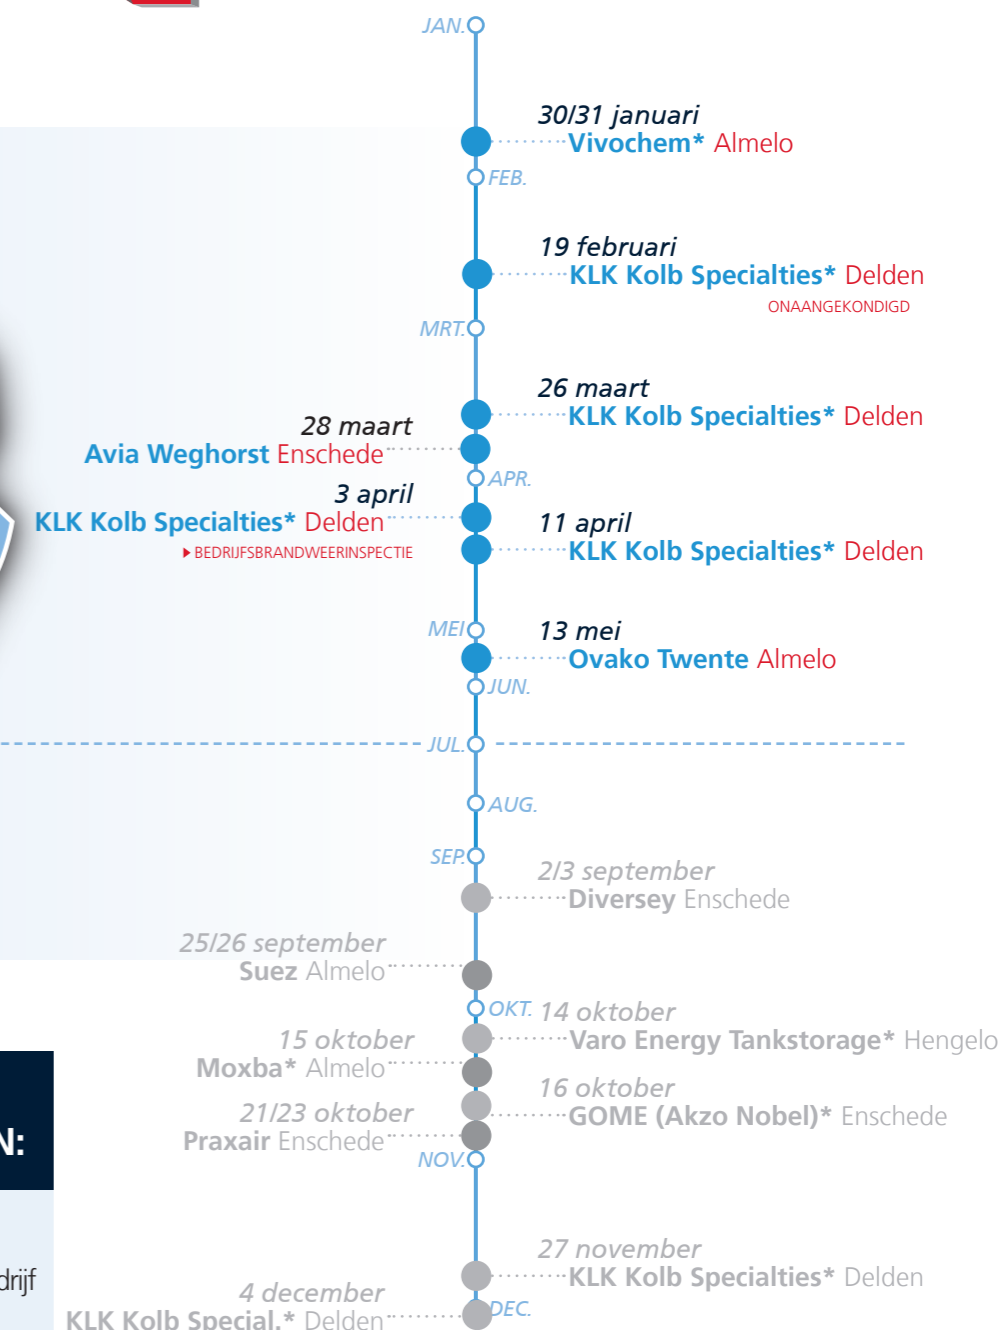 JAN.
30/31 januari
Vivochem* Almelo
FEB.
19 februari
KLK Kolb Specialties* Delden
ONAANGEKONDIGD
MRT.
26 maart
KLK Kolb Specialties* Delden
28 maart
Avia Weghorst Enschede
APR.
3 april
KLK Kolb Specialties* Delden
BEDRIJFSBRANDWEERINSPECTIE
11 april
KLK Kolb Specialties* Delden
MEI
13 mei
Ovako Twente Almelo
JUN.
JUL.
AUG.
SEP.
2/3 september
Diversey Enschede
25/26 september
Suez Almelo
OKT.
14 oktober
Varo Energy Tankstorage* Hengelo
15 oktober
Moxba* Almelo
16 oktober
GOME (Akzo Nobel)* Enschede
21/23 oktober
Praxair Enschede
N:
NOV.
27 november
KLK Kolb Specialties* Delden
drijf
4 december
KLK Kolb Special.* Delden
DEC.